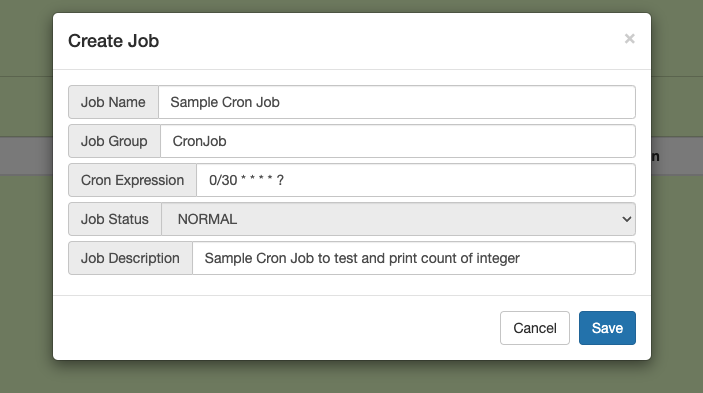 Create Job ×
Job Name Sample Cron Job
Job Group CronJob
Cron Expression 0/30 * * * * ?
Job Status NORMAL
Job Description Sample Cron Job to test and print count of integer
Cancel Save